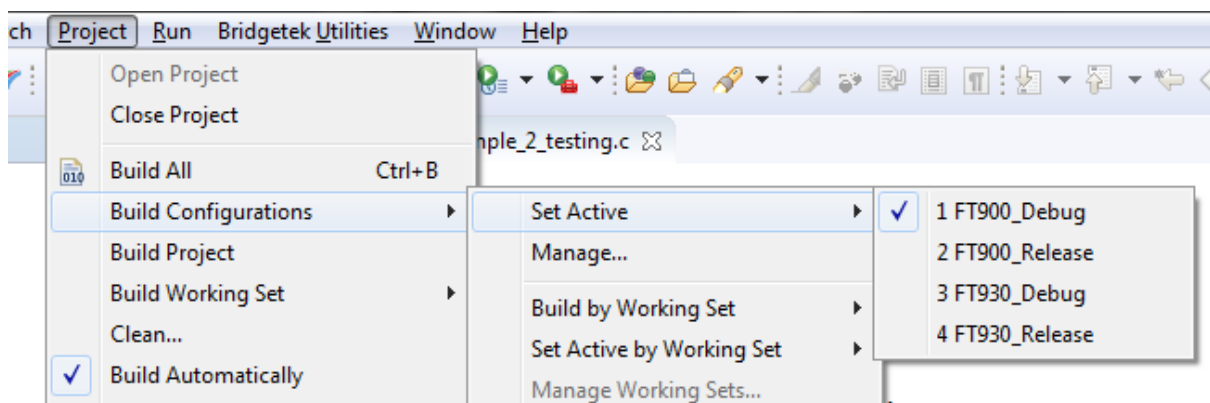 ch Project Run Bridgetek Utilities Window Help
Open Project
Close Project
mple_2_testing.c
Build All Ctrl+B
Build Configurations
Set Active
1 FT900_Debug
Build Project
Manage...
2 FT900_Release
Build Working Set
Build by Working Set
3 FT930_Debug
Clean...
Set Active by Working Set
4 FT930_Release
Build Automatically
Manage Working Sets...